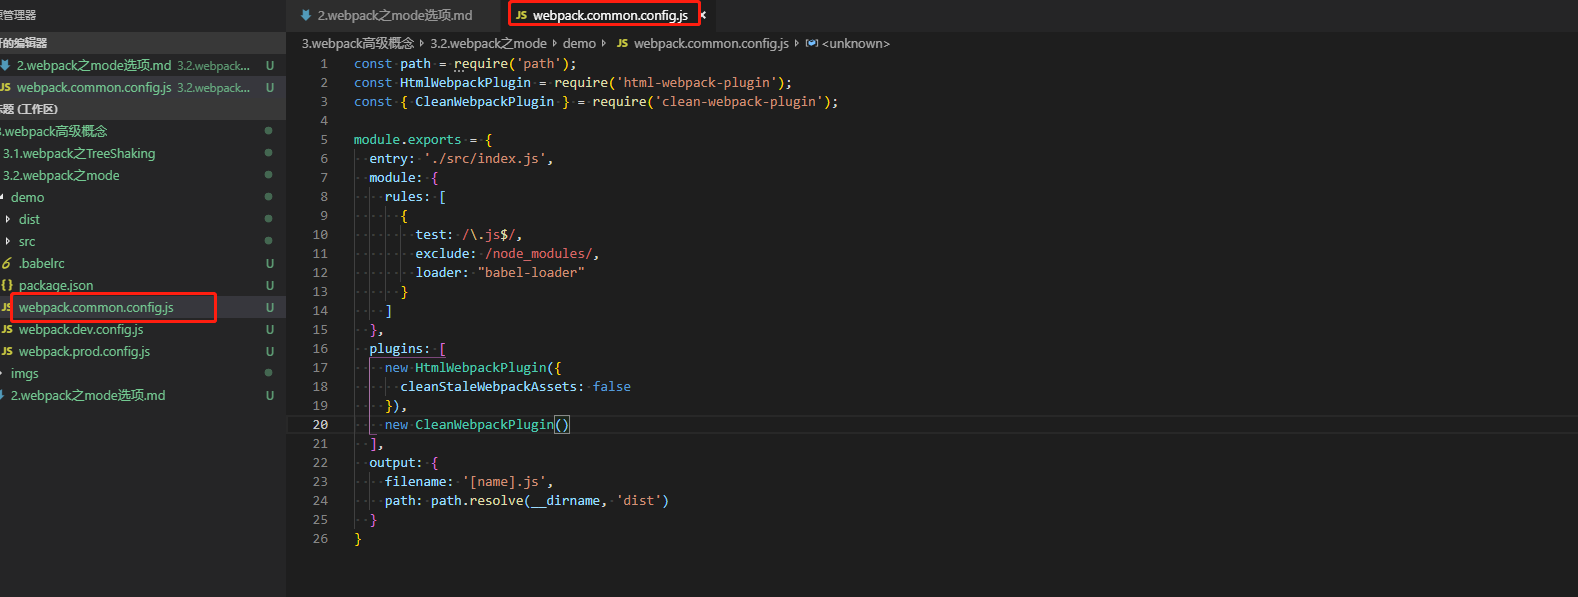 源管理器
2.webpack之mode选项.md
JS webpack.common.config.js ×
的编辑器
2.webpack之mode选项.md 3.2.webpack... U
JS webpack.common.config.js 3.2.webpack... U
标题 (工作区)
3.webpack高级概念
3.1.webpack之TreeShaking
3.2.webpack之mode
demo
dist
src
.babelrc U
{} package.json U
JS webpack.common.config.js U
JS webpack.dev.config.js U
JS webpack.prod.config.js U
imgs
2.webpack之mode选项.md U
3.webpack高级概念 3.2.webpack之mode demo JS webpack.common.config.js <unknown>
1 const path = require('path');
2 const HtmlWebpackPlugin = require('html-webpack-plugin');
3 const { CleanWebpackPlugin } = require('clean-webpack-plugin');
4
5 module.exports = {
6 entry: './src/index.js',
7 module: {
8 rules: [
9 {
10 test: /\.js$/,
11 exclude: /node_modules/,
12 loader: "babel-loader"
13 }
14 ]
15 },
16 plugins: [
17 new HtmlWebpackPlugin({
18 cleanStaleWebpackAssets: false
19 }),
20 new CleanWebpackPlugin()
21 ],
22 output: {
23 filename: '[name].js',
24 path: path.resolve(__dirname, 'dist')
25 }
26 }